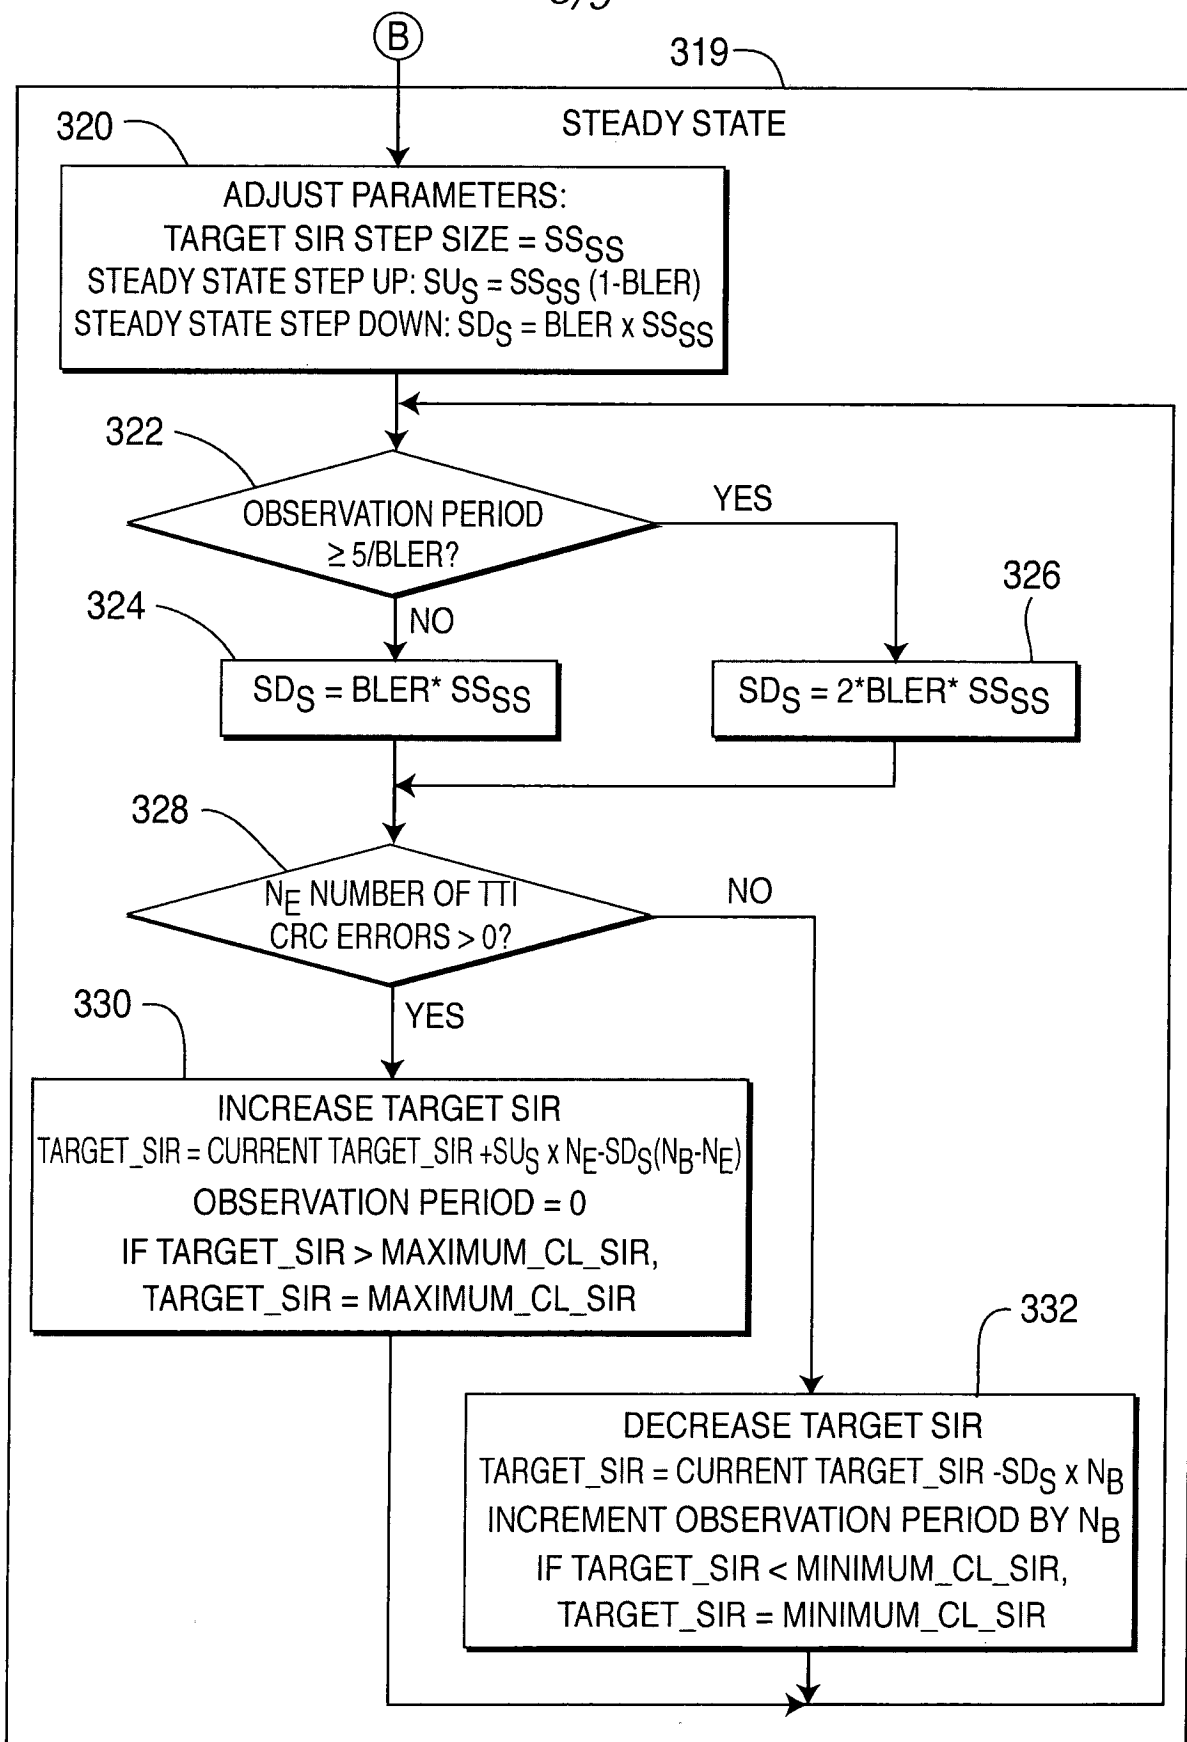 B
319
STEADY STATE
320
ADJUST PARAMETERS:
TARGET SIR STEP SIZE = SSSS
STEADY STATE STEP UP: SUS = SSSS (1-BLER)
STEADY STATE STEP DOWN: SDS = BLER x SSSS
322
OBSERVATION PERIOD
≥ 5/BLER?
YES
NO
324
SDS = BLER* SSSS
326
SDS = 2*BLER* SSSS
328
NE NUMBER OF TTI
CRC ERRORS > 0?
NO
YES
330
INCREASE TARGET SIR
TARGET_SIR = CURRENT TARGET_SIR +SUS x NE-SDS(NB-NE)
OBSERVATION PERIOD = 0
IF TARGET_SIR > MAXIMUM_CL_SIR,
TARGET_SIR = MAXIMUM_CL_SIR
332
DECREASE TARGET SIR
TARGET_SIR = CURRENT TARGET_SIR -SDS x NB
INCREMENT OBSERVATION PERIOD BY NB
IF TARGET_SIR < MINIMUM_CL_SIR,
TARGET_SIR = MINIMUM_CL_SIR